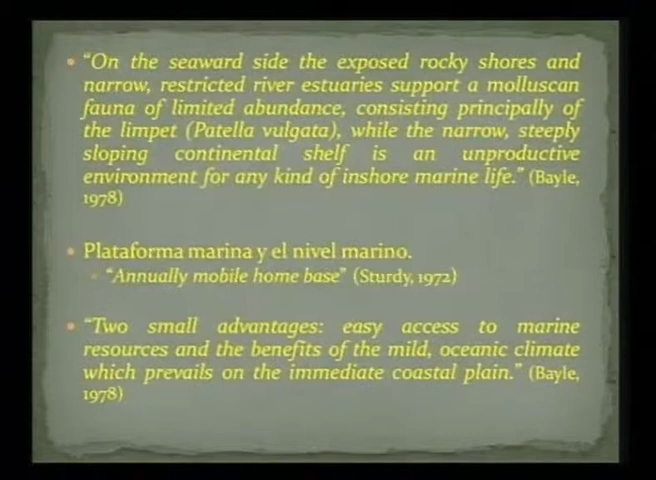 “On the seaward side the exposed rocky shores and
narrow, restricted river estuaries support a molluscan
fauna of limited abundance, consisting principally of
the limpet (Patella vulgata), while the narrow, steeply
sloping continental shelf is an unproductive
environment for any kind of inshore marine life.” (Bayle,
1978)
Plataforma marina y el nivel marino.
“Annually mobile home base” (Sturdy, 1972)
“Two small advantages: easy access to marine
resources and the benefits of the mild, oceanic climate
which prevails on the immediate coastal plain.” (Bayle,
1978)